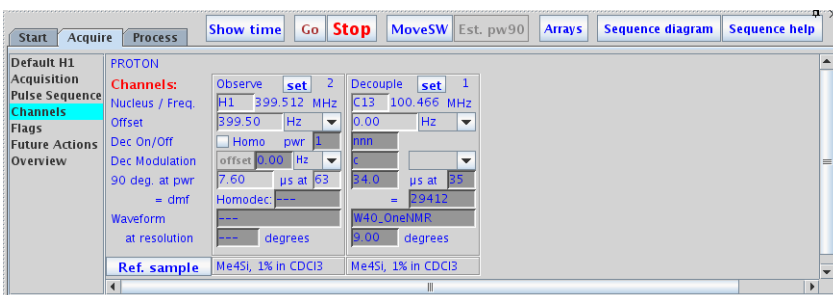 Start Acquire Process Show time Go Stop MoveSW Est. pw90 Arrays Sequence diagram Sequence help
Default H1
Acquisition
Pulse Sequence
Channels
Flags
Future Actions
Overview
PROTON
Channels: Observe set 2 Decouple set 1
Nucleus / Freq. H1 399.512 MHz C13 100.466 MHz
Offset 399.50 Hz 0.00 Hz
Dec On/Off Homo pwr 1 nnn
Dec Modulation offset 0.00 Hz c
90 deg. at pwr 7.60 µs at 63 34.0 µs at 35
= dmf Homodec: --- = 29412
Waveform --- W40_OneNMR
at resolution --- degrees 9.00 degrees
Ref. sample Me4Si, 1% in CDCl3 Me4Si, 1% in CDCl3